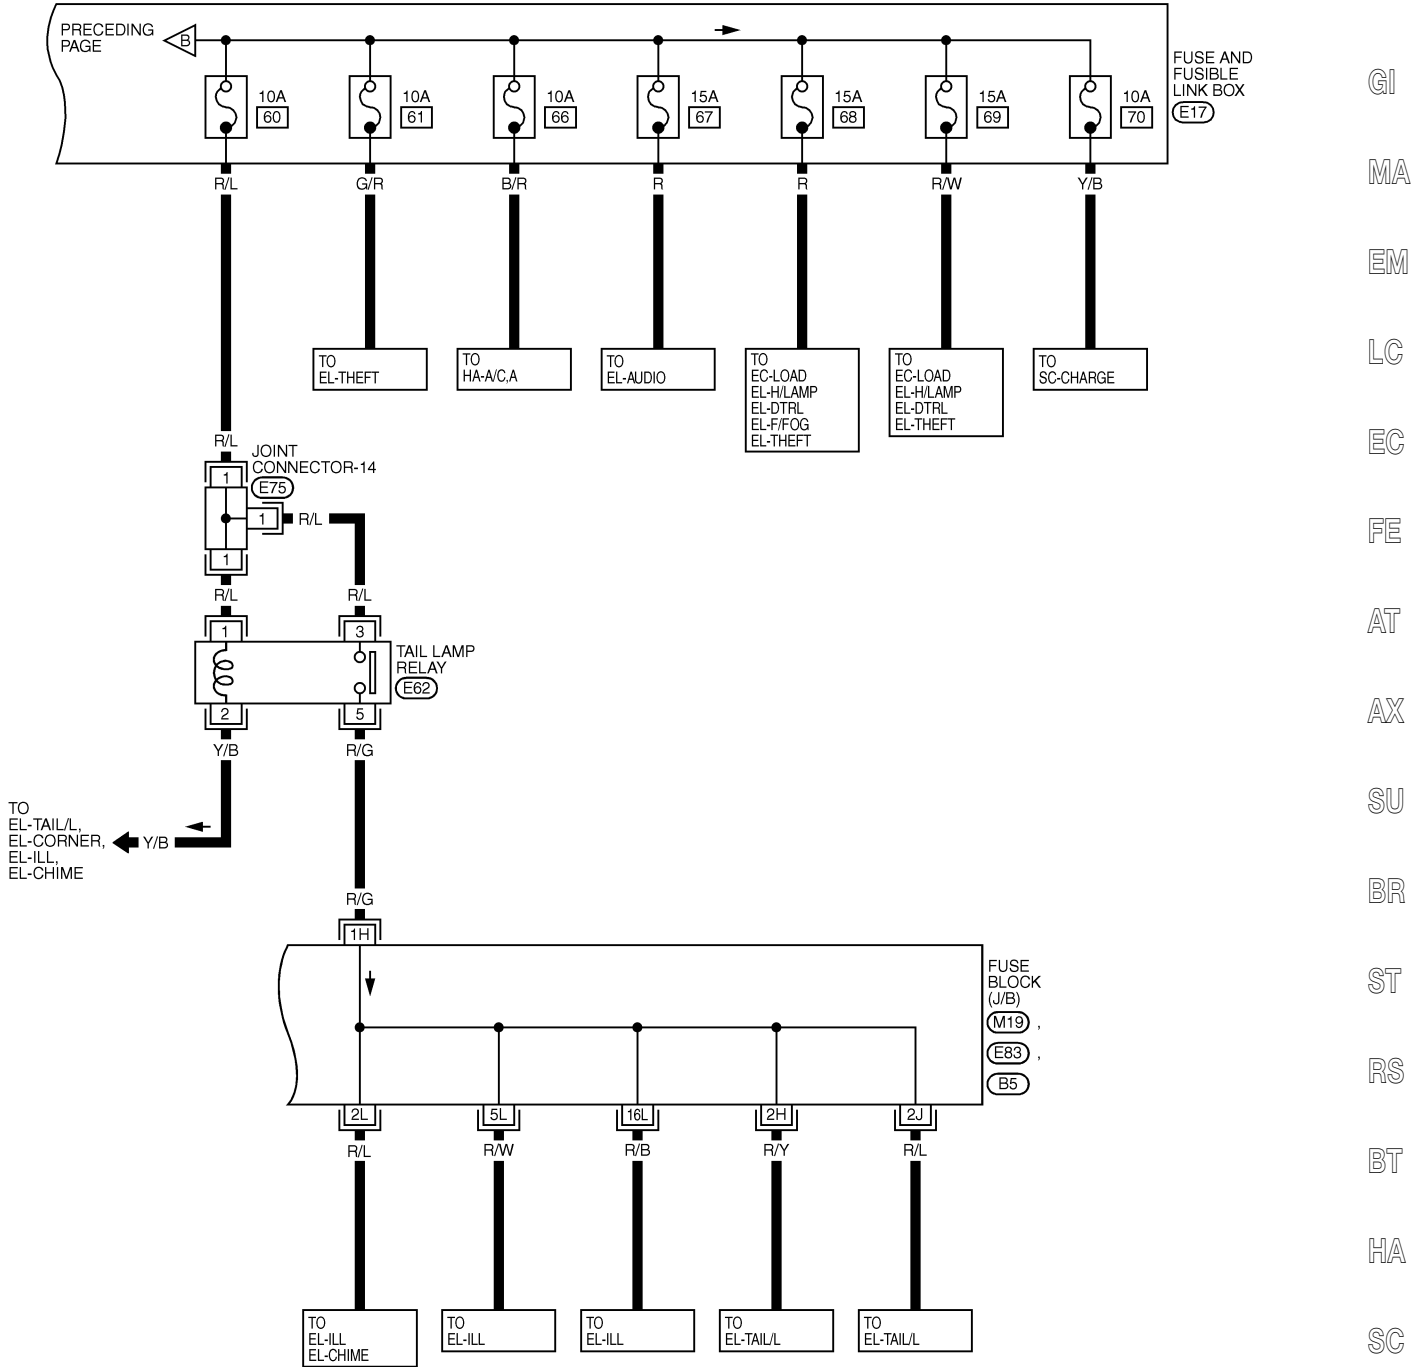 PRECEDING
PAGE
B
FUSE AND
FUSIBLE
LINK BOX
E17
10A
60
10A
61
10A
66
15A
67
15A
68
15A
69
10A
70
R/L
G/R
B/R
R
R
R/W
Y/B
TO
EL-THEFT
TO
HA-A/C,A
TO
EL-AUDIO
TO
EC-LOAD
EL-H/LAMP
EL-DTRL
EL-F/FOG
EL-THEFT
TO
EC-LOAD
EL-H/LAMP
EL-DTRL
EL-THEFT
TO
SC-CHARGE
R/L
JOINT
CONNECTOR-14
E75
1
1
R/L
1
R/L
R/L
1
3
TAIL LAMP
RELAY
E62
2
5
Y/B
R/G
TO
EL-TAIL/L,
EL-CORNER,
EL-ILL,
EL-CHIME
Y/B
R/G
1H
FUSE
BLOCK
(J/B)
M19 ,
E83 ,
B5
2L
5L
16L
2H
2J
R/L
R/W
R/B
R/Y
R/L
TO
EL-ILL
EL-CHIME
TO
EL-ILL
TO
EL-ILL
TO
EL-TAIL/L
TO
EL-TAIL/L
GI
MA
EM
LC
EC
FE
AT
AX
SU
BR
ST
RS
BT
HA
SC